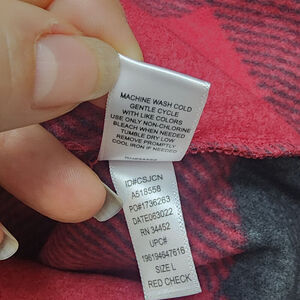 MACHINE WASH COLD
GENTLE CYCLE
WITH LIKE COLORS
USE ONLY NON-CHLORINE
BLEACH WHEN NEEDED
TUMBLE DRY LOW
REMOVE PROMPTLY
COOL IRON IF NEEDED
ID#CSJCN
A518558
PO#1736263
DATE063022
RN 34452
UPC#
196194647616
SIZE L
RED CHECK